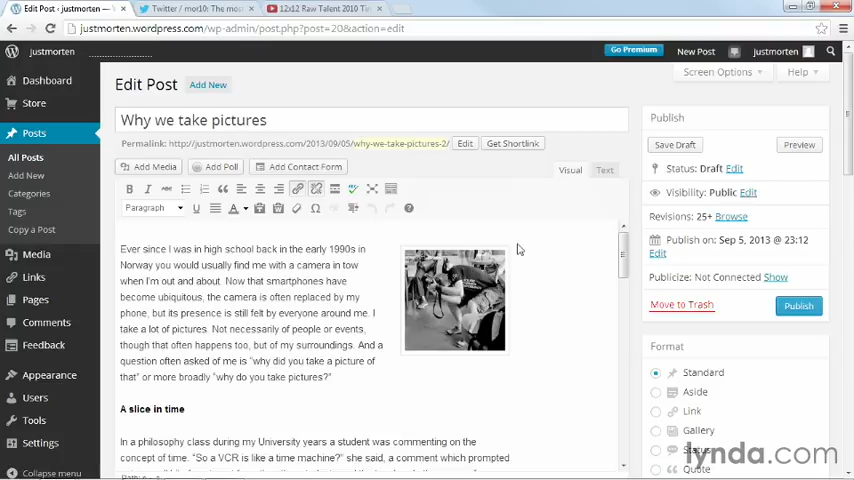 Edit Post ‹ justmorten —
Twitter / mor10: The most
12x12 Raw Talent 2010 Tim
justmorten.wordpress.com/wp-admin/post.php?post=20&action=edit
justmorten
Go Premium
New Post
justmorten
Dashboard
Store
Posts
All Posts
Add New
Categories
Tags
Copy a Post
Media
Links
Pages
Comments
Feedback
Appearance
Users
Tools
Settings
Collapse menu
Screen Options
Help
Edit Post
Add New
Why we take pictures
Permalink: http://justmorten.wordpress.com/2013/09/05/why-we-take-pictures-2/ Edit Get Shortlink
Add Media
Add Poll
Add Contact Form
Visual
Text
B I ABC
Paragraph U A
Ever since I was in high school back in the early 1990s in
Norway you would usually find me with a camera in tow
when I'm out and about. Now that smartphones have
become ubiquitous, the camera is often replaced by my
phone, but its presence is still felt by everyone around me. I
take a lot of pictures. Not necessarily of people or events,
though that often happens too, but of my surroundings. And a
question often asked of me is "why did you take a picture of
that" or more broadly "why do you take pictures?"
A slice in time
In a philosophy class during my University years a student was commenting on the
concept of time. "So a VCR is like a time machine?" she said, a comment which prompted
Publish
Save Draft
Preview
Status: Draft Edit
Visibility: Public Edit
Revisions: 25+ Browse
Publish on: Sep 5, 2013 @ 23:12
Edit
Publicize: Not Connected Show
Move to Trash
Publish
Format
Standard
Aside
Link
Gallery
Status
Quote
lynda.com